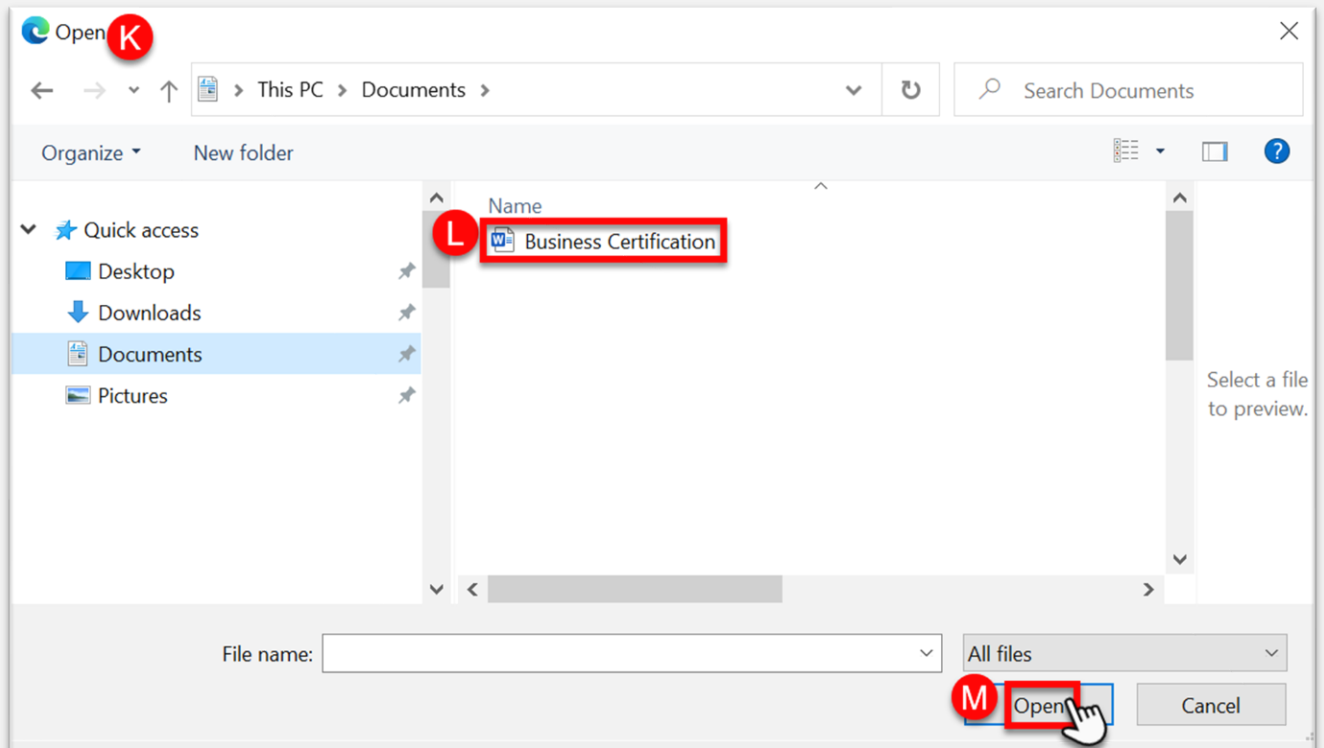 Open K
This PC > Documents >
Search Documents
Organize
New folder
?
Name
Quick access
L
W Business Certification
Desktop
Downloads
Documents
Pictures
Select a file
to preview.
File name:
All files
M Open
Cancel